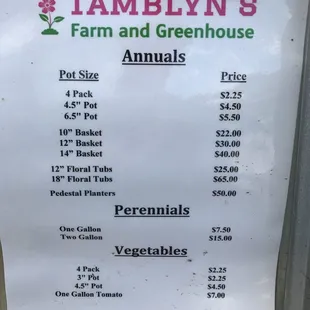 TAMBLYN'S
Farm and Greenhouse
Annuals
Pot Size Price
4 Pack $2.25
4.5" Pot $4.50
6.5" Pot $5.50
10" Basket $22.00
12" Basket $30.00
14" Basket $40.00
12" Floral Tubs $25.00
18" Floral Tubs $65.00
Pedestal Planters $50.00
Perennials
One Gallon $7.50
Two Gallon $15.00
Vegetables
4 Pack $2.25
3" Pot $2.25
4.5" Pot $4.50
One Gallon Tomato $7.00